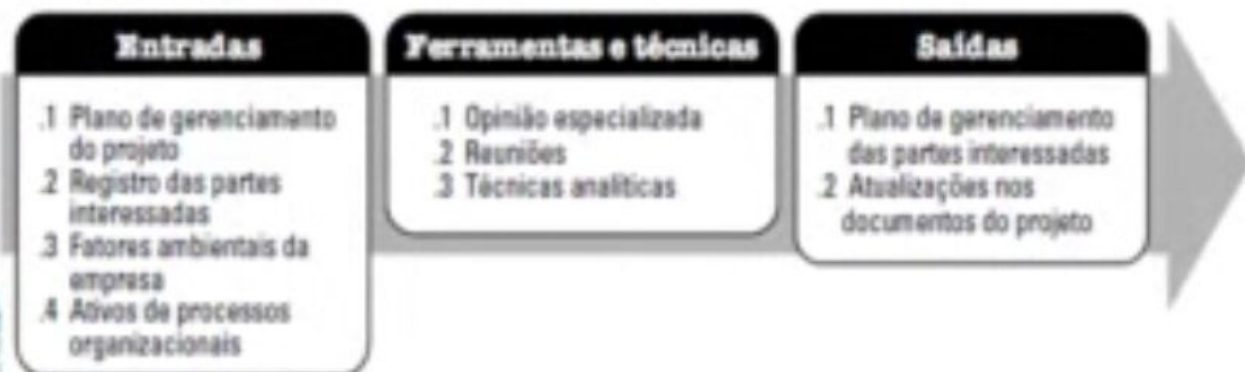 Entradas
.1 Plano de gerenciamento
do projeto
.2 Registro das partes
interessadas
.3 Fatores ambientais da
empresa
.4 Ativos de processos
organizacionais
Ferramentas e técnicas
.1 Opinião especializada
.2 Reuniões
.3 Técnicas analíticas
Saídas
.1 Plano de gerenciamento
das partes interessadas
.2 Atualizações nos
documentos do projeto